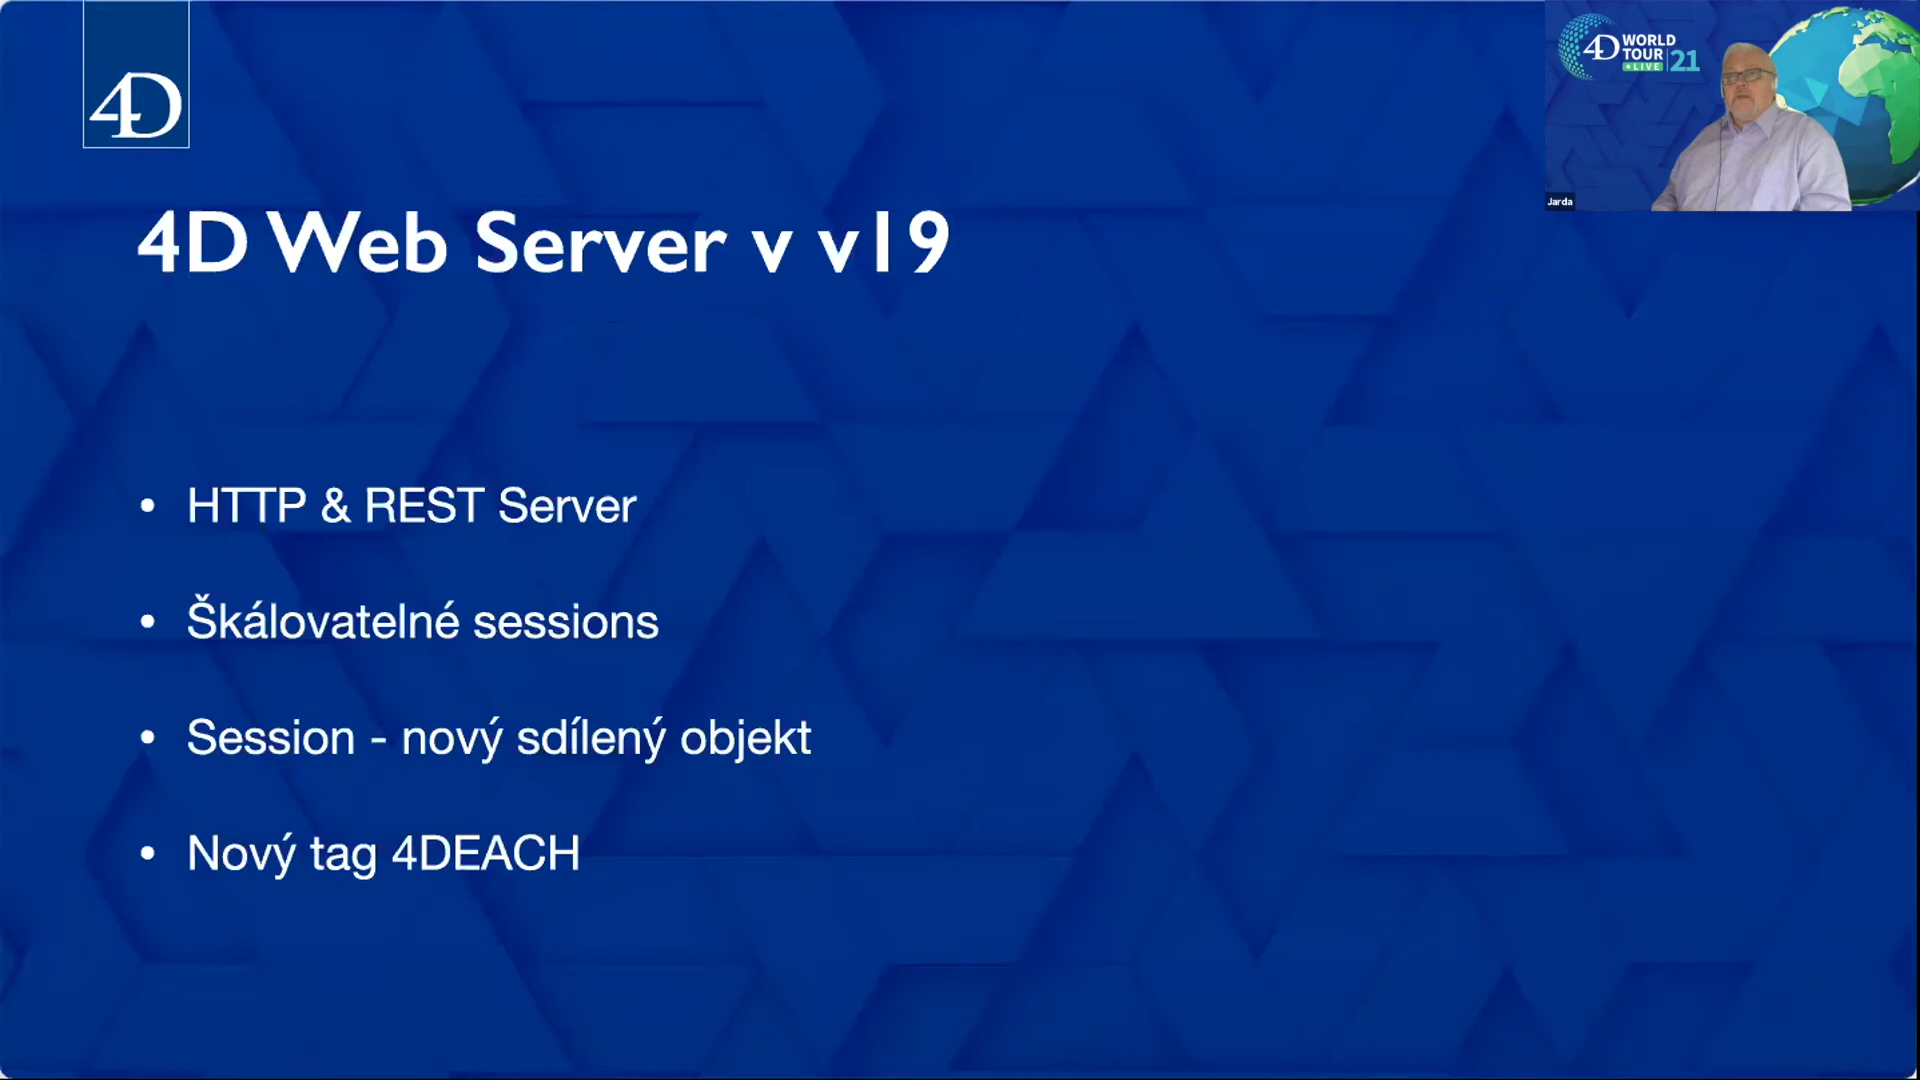 4D
4D WORLD
TOUR
LIVE 21
Jarda
4D Web Server v v19
• HTTP & REST Server
• Škálovatelné sessions
• Session - nový sdílený objekt
• Nový tag 4DEACH